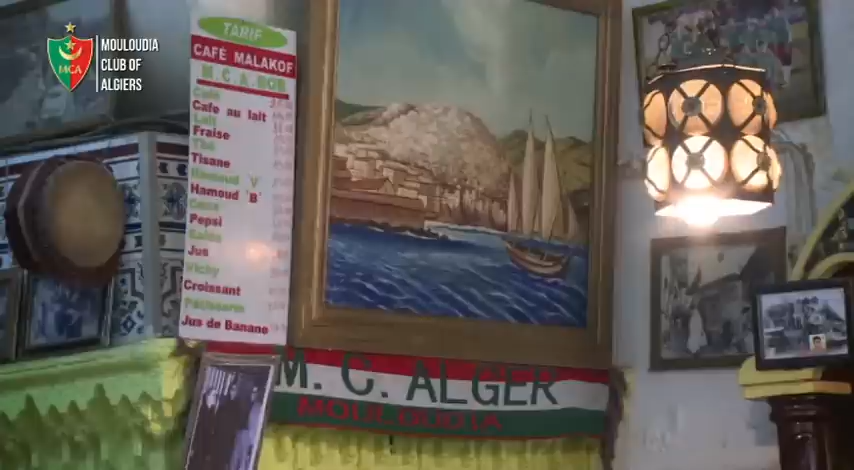 MCA
MOULOUDIA
CLUB OF
ALGIERS
TARIF
CAFÉ MALAKOF
M.C.A.
Café
Cafe au lait
Lait
Fraise
Thé
Tisane
Hamoud 'V'
Hamoud 'B'
Coca
Pepsi
Jus
Vichy
Croissant
Pâtisserie
Jus de Banane
M. C. ALGER
MOULOUDIA